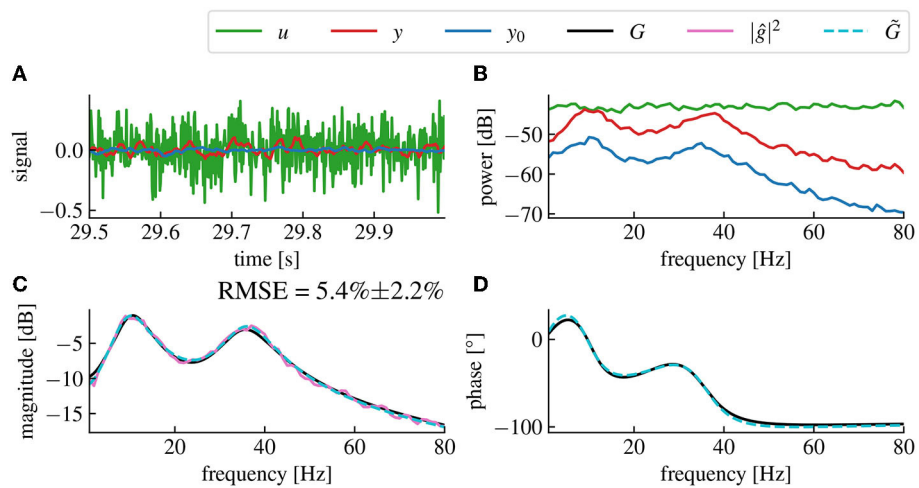 u y y₀ G |ĝ|² G̃
A
signal
0.0
−0.5
29.5 29.6 29.7 29.8 29.9
time [s]
B
power [dB]
−50
−60
−70
20 40 60 80
frequency [Hz]
C
RMSE = 5.4%±2.2%
magnitude [dB]
−5
−10
−15
20 40 60 80
frequency [Hz]
D
phase [°]
0
−100
20 40 60 80
frequency [Hz]